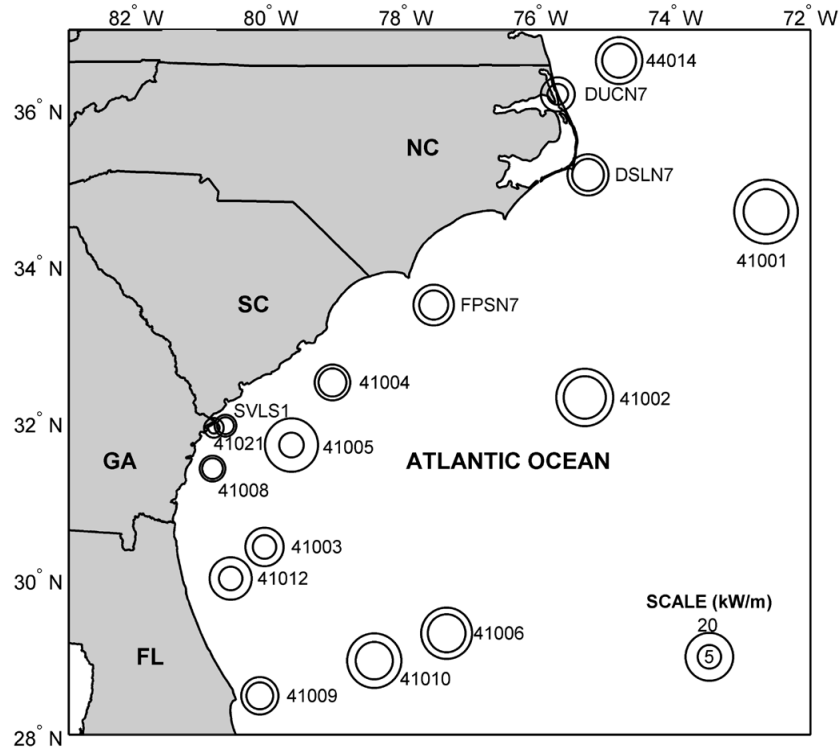 82° W 80° W 78° W 76° W 74° W 72° W
44014
36° N
DUCN7
NC
DSLN7
41001
34° N
SC
FPSN7
41004
41002
SVLS1
32° N
41021
41005
GA
ATLANTIC OCEAN
41008
41003
30° N
41012
SCALE (kW/m)
20
41006
5
FL
41010
41009
28° N